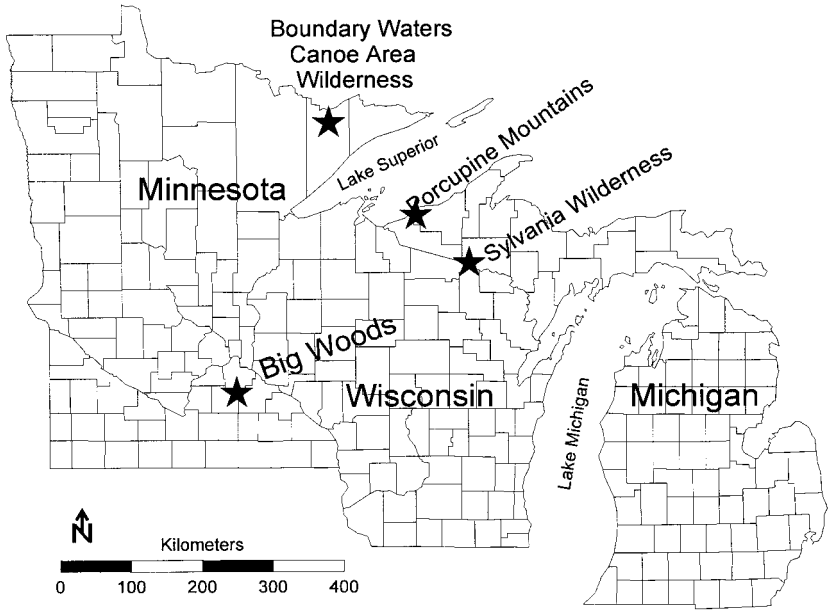 Boundary Waters
Canoe Area
Wilderness
Lake Superior
Porcupine Mountains
Minnesota
Sylvania Wilderness
Big Woods
Wisconsin
Michigan
Lake Michigan
N
Kilometers
0 100 200 300 400